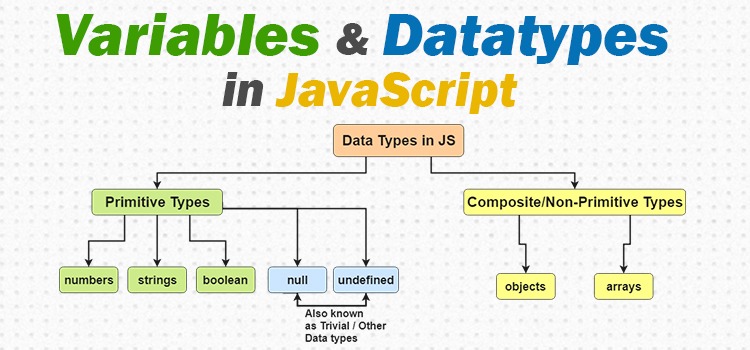 Variables & Datatypes
in JavaScript
Data Types in JS
Primitive Types
Composite/Non-Primitive Types
numbers
strings
boolean
null
undefined
objects
arrays
Also known
as Trivial / Other
Data types